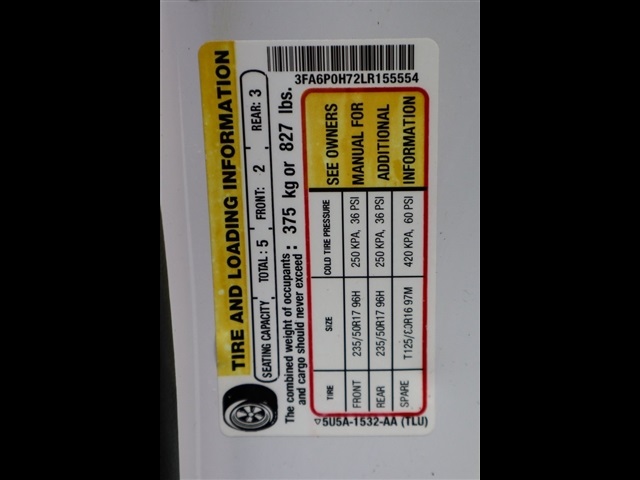 3FA6P0H72LR155554
TIRE AND LOADING INFORMATION
SEATING CAPACITY TOTAL: 5 FRONT: 2 REAR: 3
The combined weight of occupants
and cargo should never exceed : 375 kg or 827 lbs.
TIRE SIZE COLD TIRE PRESSURE SEE OWNERS
FRONT 235/50R17 96H 250 KPA, 36 PSI MANUAL FOR
REAR 235/50R17 96H 250 KPA, 36 PSI ADDITIONAL
SPARE T125/80R16 97M 420 KPA, 60 PSI INFORMATION
5U5A-1532-AA (TLU)